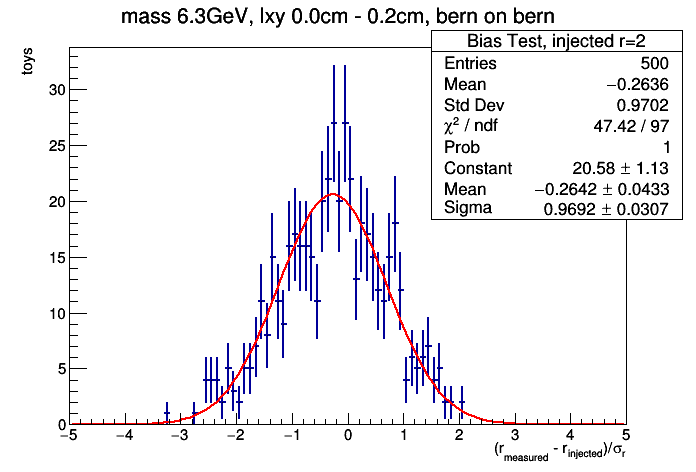 mass 6.3GeV, lxy 0.0cm - 0.2cm, bern on bern
toys
Bias Test, injected r=2
Entries 500
Mean −0.2636
Std Dev 0.9702
χ² / ndf 47.42 / 97
Prob 1
Constant 20.58 ± 1.13
Mean −0.2642 ± 0.0433
Sigma 0.9692 ± 0.0307
30
25
20
15
10
5
0
−5 −4 −3 −2 −1 0 1 2 3 4 5
(r_measured - r_injected)/σ_r